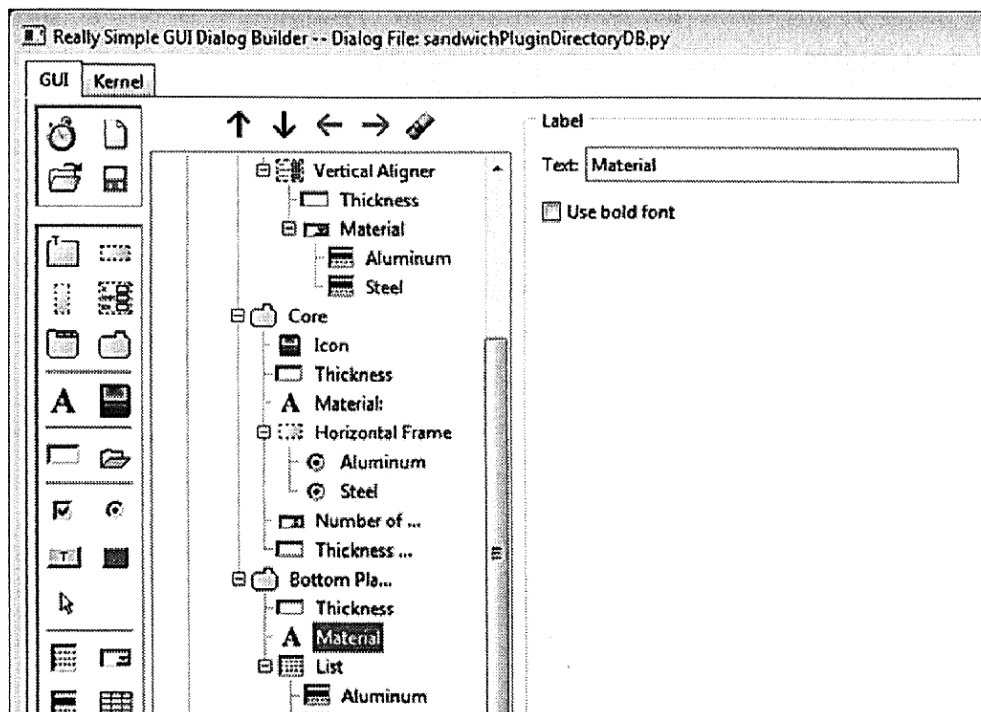 Really Simple GUI Dialog Builder -- Dialog File: sandwichPluginDirectoryDB.py
GUI Kernel
Label
Vertical Aligner
Text: Material
Thickness
Use bold font
Material
Aluminum
Steel
Core
Icon
Thickness
A Material:
Horizontal Frame
Aluminum
Steel
Number of ...
Thickness ...
Bottom Pla...
Thickness
A Material
List
Aluminum
T
A
T